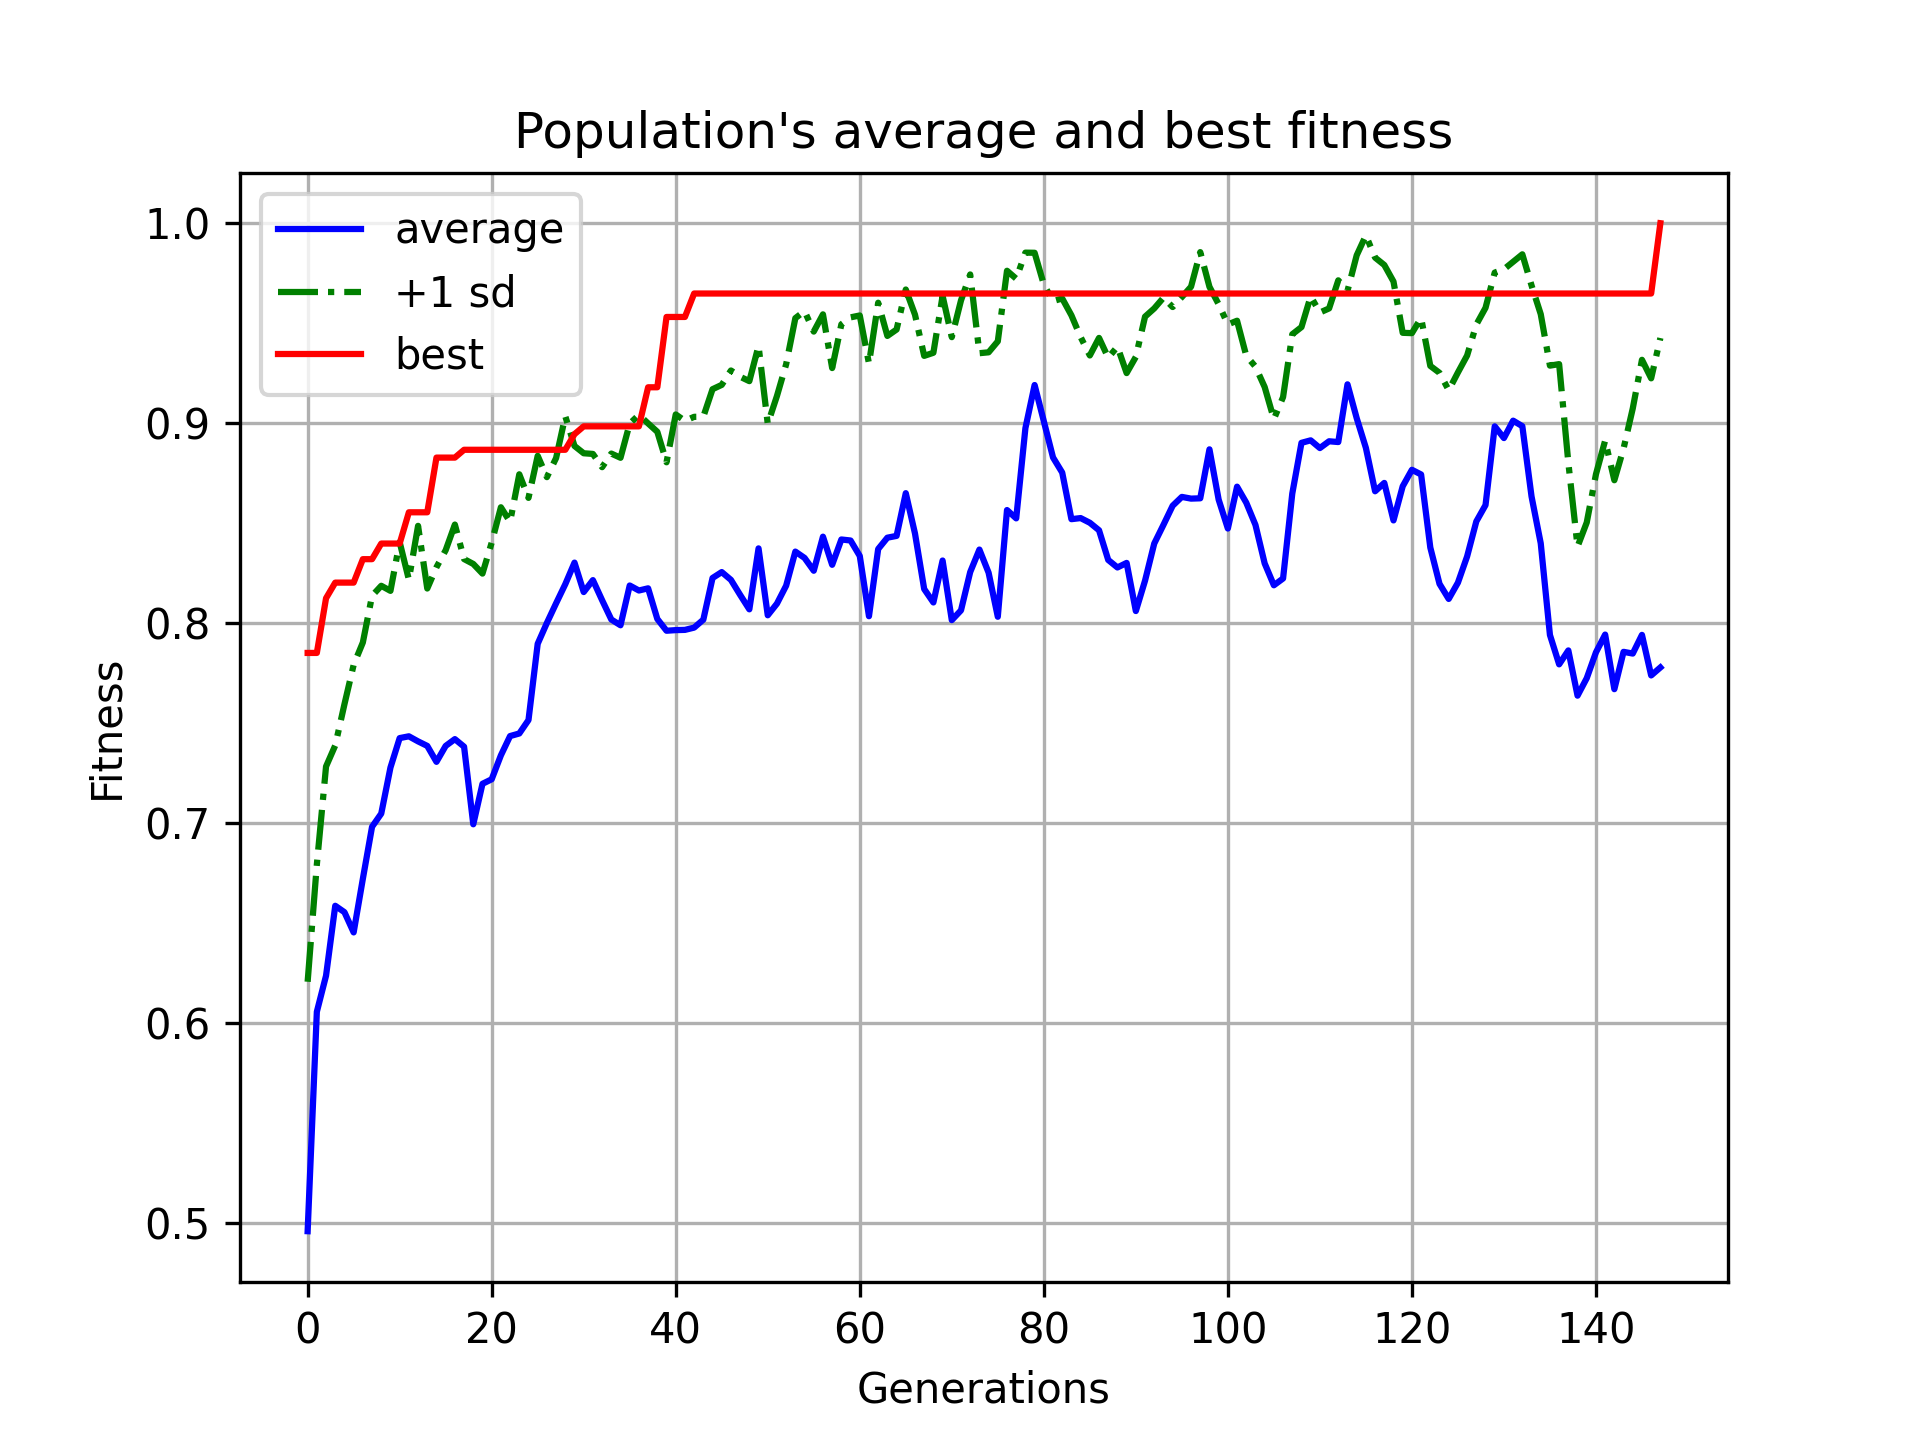 Population's average and best fitness
average
+1 sd
best
1.0
0.9
0.8
0.7
0.6
0.5
Fitness
0 20 40 60 80 100 120 140
Generations